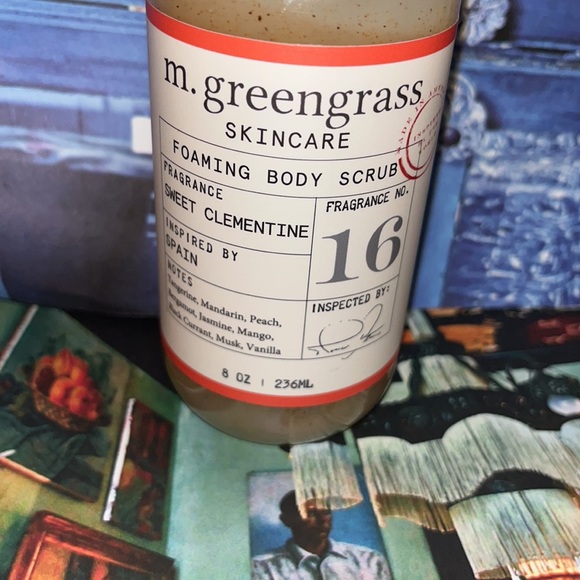 m. greengrass
SKINCARE
FOAMING BODY SCRUB
FRAGRANCE
SWEET CLEMENTINE
INSPIRED BY
SPAIN
NOTES
Tangerine, Mandarin, Peach,
Bergamot, Jasmine, Mango,
Black Currant, Musk, Vanilla
FRAGRANCE NO.
16
INSPECTED BY:
8 OZ | 236ML